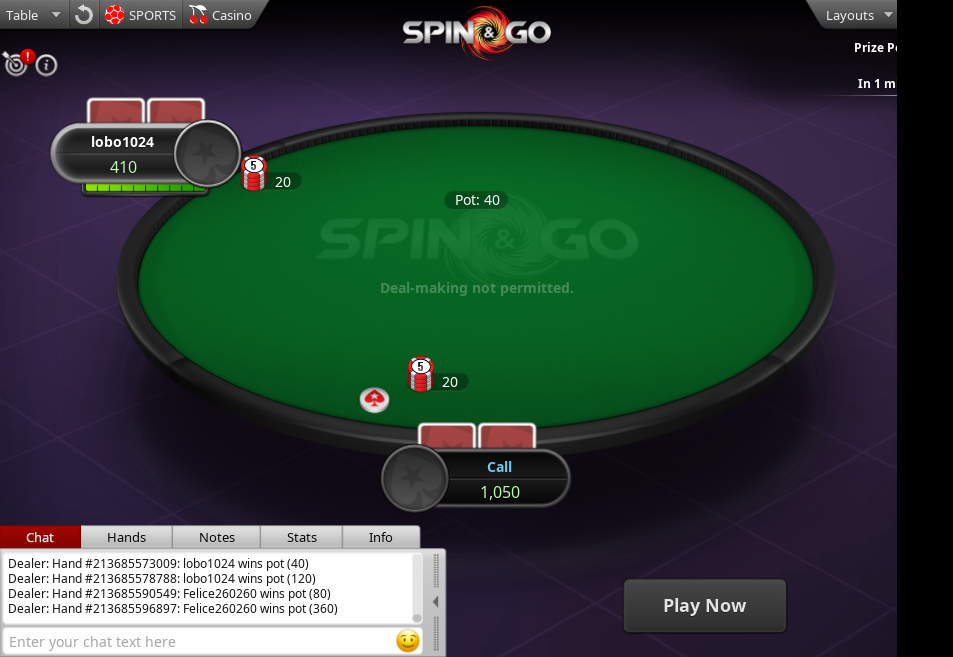 Table SPORTS Casino
SPIN & GO
Layouts
Prize P
In 1 m
!
i
lobo1024
410
5
20
Pot: 40
SPIN & GO
Deal-making not permitted.
5
20
Call
1,050
Chat Hands Notes Stats Info
Dealer: Hand #213685573009: lobo1024 wins pot (40)
Dealer: Hand #213685578788: lobo1024 wins pot (120)
Dealer: Hand #213685590549: Felice260260 wins pot (80)
Dealer: Hand #213685596897: Felice260260 wins pot (360)
Enter your chat text here
Play Now